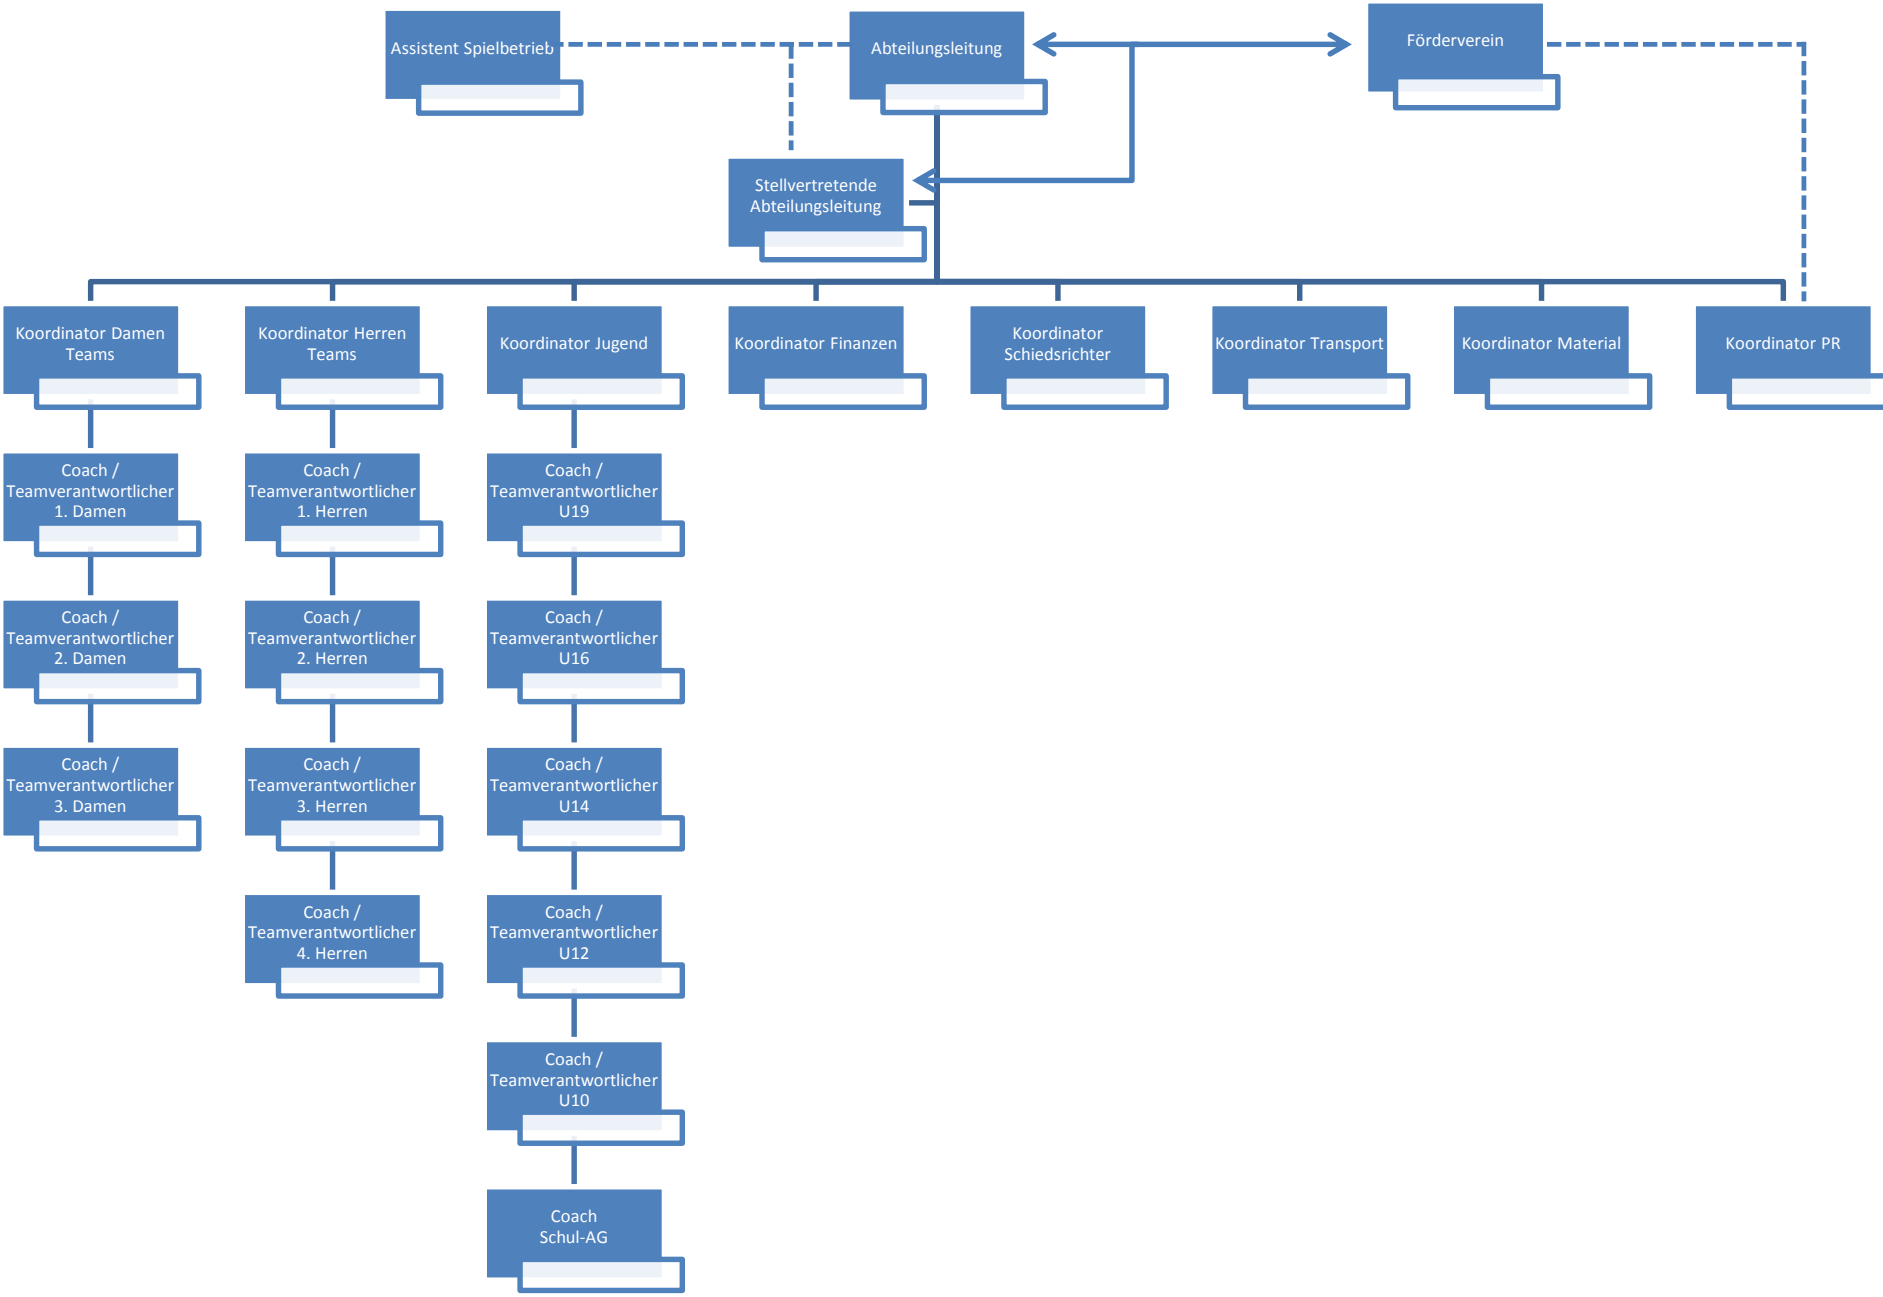 Assistent Spielbetrieb
Abteilungsleitung
Förderverein
Stellvertretende
Abteilungsleitung
Koordinator Damen
Teams
Koordinator Herren
Teams
Koordinator Jugend
Koordinator Finanzen
Koordinator
Schiedsrichter
Koordinator Transport
Koordinator Material
Koordinator PR
Coach /
Teamverantwortlicher
1. Damen
Coach /
Teamverantwortlicher
1. Herren
Coach /
Teamverantwortlicher
U19
Coach /
Teamverantwortlicher
2. Damen
Coach /
Teamverantwortlicher
2. Herren
Coach /
Teamverantwortlicher
U16
Coach /
Teamverantwortlicher
3. Damen
Coach /
Teamverantwortlicher
3. Herren
Coach /
Teamverantwortlicher
U14
Coach /
Teamverantwortlicher
4. Herren
Coach /
Teamverantwortlicher
U12
Coach /
Teamverantwortlicher
U10
Coach
Schul-AG